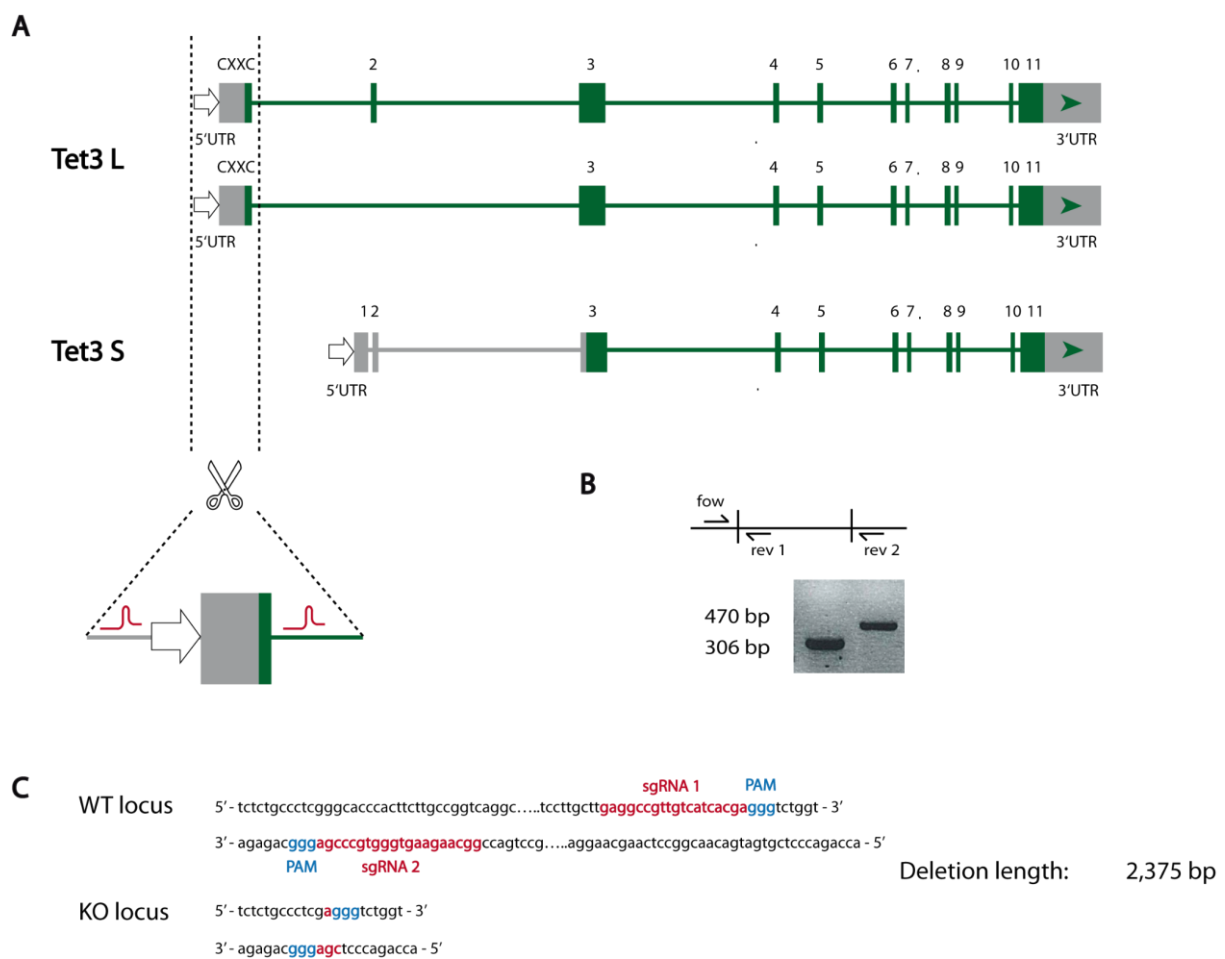 A
CXXC 2 3 4 5 6 7 8 9 10 11
5'UTR 3'UTR
Tet3 L
CXXC 3 4 5 6 7 8 9 10 11
5'UTR 3'UTR
1 2 3 4 5 6 7 8 9 10 11
Tet3 S
5'UTR 3'UTR
B
fow
rev 1 rev 2
470 bp
306 bp
C
sgRNA 1 PAM
WT locus 5' - tctctgccctcgggcacccacttcttgccggtcaggc…..tccttgcttgaggccgttgtcatcacgagggtctggt - 3'
3' - agagacgggagcccgtgggtgaagaacggccagtccg…..aggaacgaactccggcaacagtagtgctcccagacca - 5'
PAM sgRNA 2
Deletion length: 2,375 bp
KO locus 5' - tctctgccctcgagggtctggt - 3'
3' - agagacgggagctcccagacca - 5'